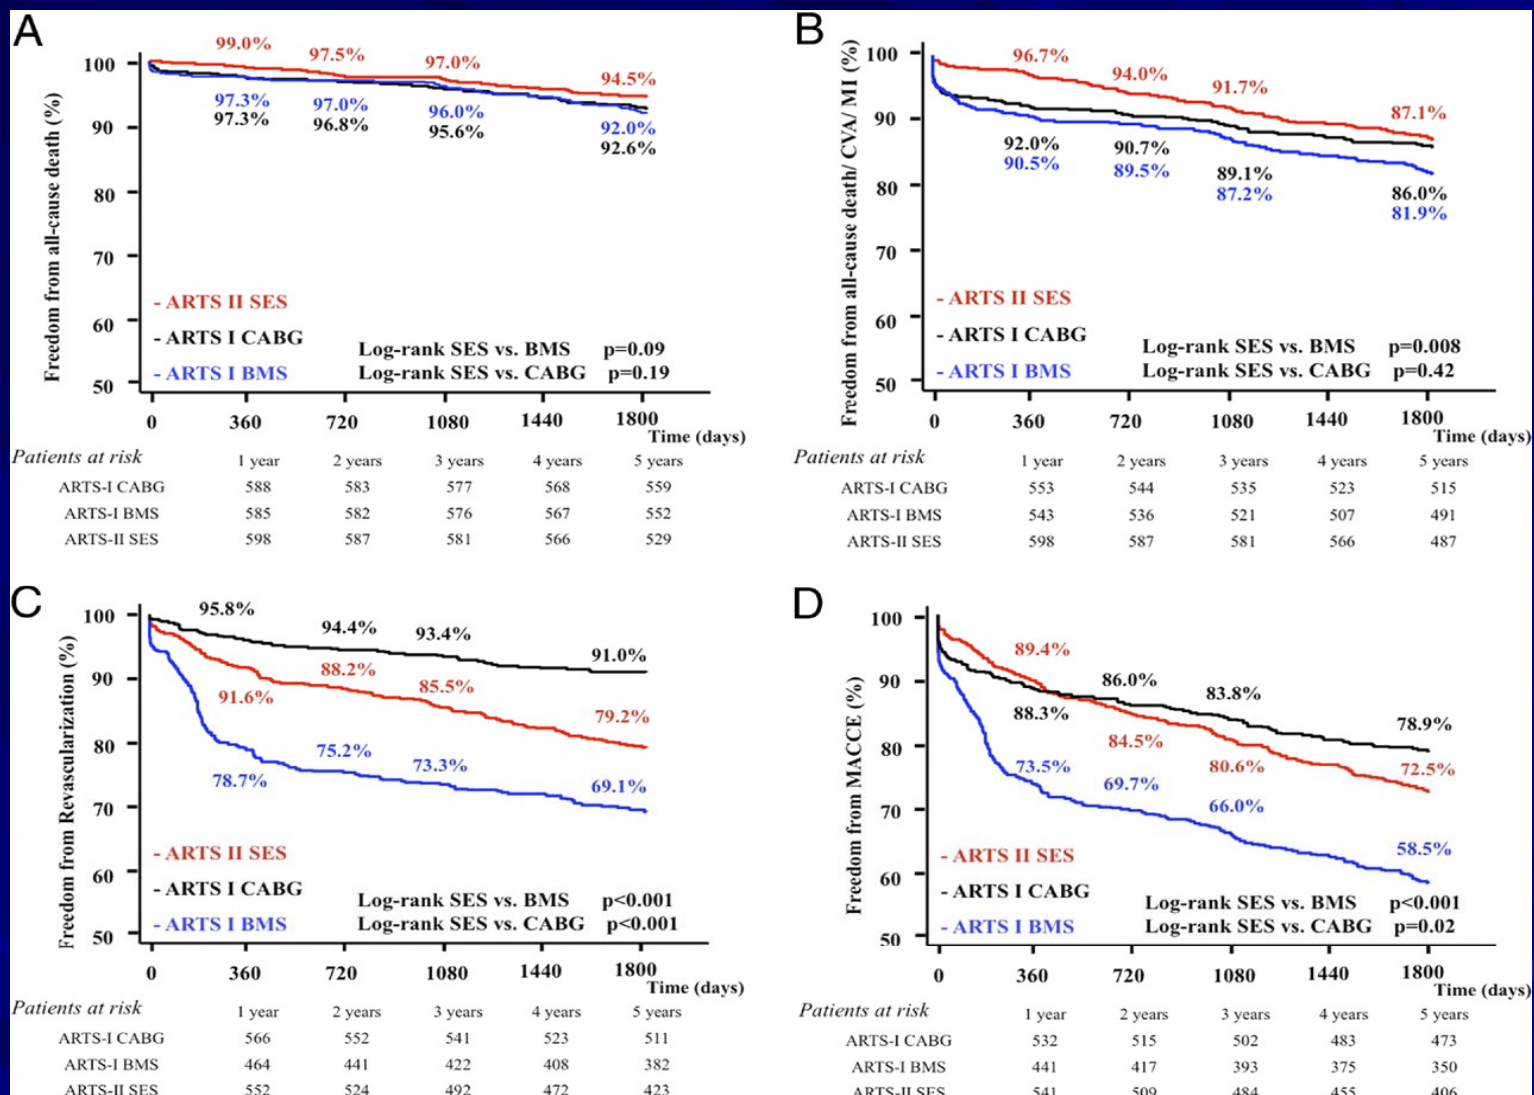 A
Freedom from all-cause death (%)
99.0%
97.5%
97.0%
94.5%
97.3%
97.0%
96.0%
92.0%
97.3%
96.8%
95.6%
92.6%
100
90
80
70
60
50
- ARTS II SES
- ARTS I CABG
- ARTS I BMS
Log-rank SES vs. BMS p=0.09
Log-rank SES vs. CABG p=0.19
0 360 720 1080 1440 1800
Time (days)
Patients at risk
1 year 2 years 3 years 4 years 5 years
ARTS-I CABG 588 583 577 568 559
ARTS-I BMS 585 582 576 567 552
ARTS-II SES 598 587 581 566 529
B
Freedom from all-cause death/ CVA/ MI (%)
96.7%
94.0%
91.7%
87.1%
92.0%
90.7%
89.1%
86.0%
90.5%
89.5%
87.2%
81.9%
100
90
80
70
60
50
- ARTS II SES
- ARTS I CABG
- ARTS I BMS
Log-rank SES vs. BMS p=0.008
Log-rank SES vs. CABG p=0.42
0 360 720 1080 1440 1800
Time (days)
Patients at risk
1 year 2 years 3 years 4 years 5 years
ARTS-I CABG 553 544 535 523 515
ARTS-I BMS 543 536 521 507 491
ARTS-II SES 598 587 581 566 487
C
Freedom from Revascularization (%)
95.8%
94.4%
93.4%
91.0%
91.6%
88.2%
85.5%
79.2%
78.7%
75.2%
73.3%
69.1%
100
90
80
70
60
50
- ARTS II SES
- ARTS I CABG
- ARTS I BMS
Log-rank SES vs. BMS p<0.001
Log-rank SES vs. CABG p<0.001
0 360 720 1080 1440 1800
Time (days)
Patients at risk
1 year 2 years 3 years 4 years 5 years
ARTS-I CABG 566 552 541 523 511
ARTS-I BMS 464 441 422 408 382
ARTS-II SES 552 524 492 472 423
D
Freedom from MACCE (%)
89.4%
86.0%
83.8%
78.9%
88.3%
84.5%
80.6%
72.5%
73.5%
69.7%
66.0%
58.5%
100
90
80
70
60
50
- ARTS II SES
- ARTS I CABG
- ARTS I BMS
Log-rank SES vs. BMS p<0.001
Log-rank SES vs. CABG p=0.02
0 360 720 1080 1440 1800
Time (days)
Patients at risk
1 year 2 years 3 years 4 years 5 years
ARTS-I CABG 532 515 502 483 473
ARTS-I BMS 441 417 393 375 350
ARTS-II SES 541 509 484 455 406